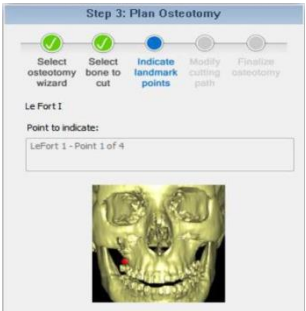 Step 3: Plan Osteotomy
Select osteotomy wizard
Select bone to cut
Indicate landmark points
Modify cutting path
Finalize osteotomy
Le Fort I
Point to indicate:
LeFort 1 - Point 1 of 4